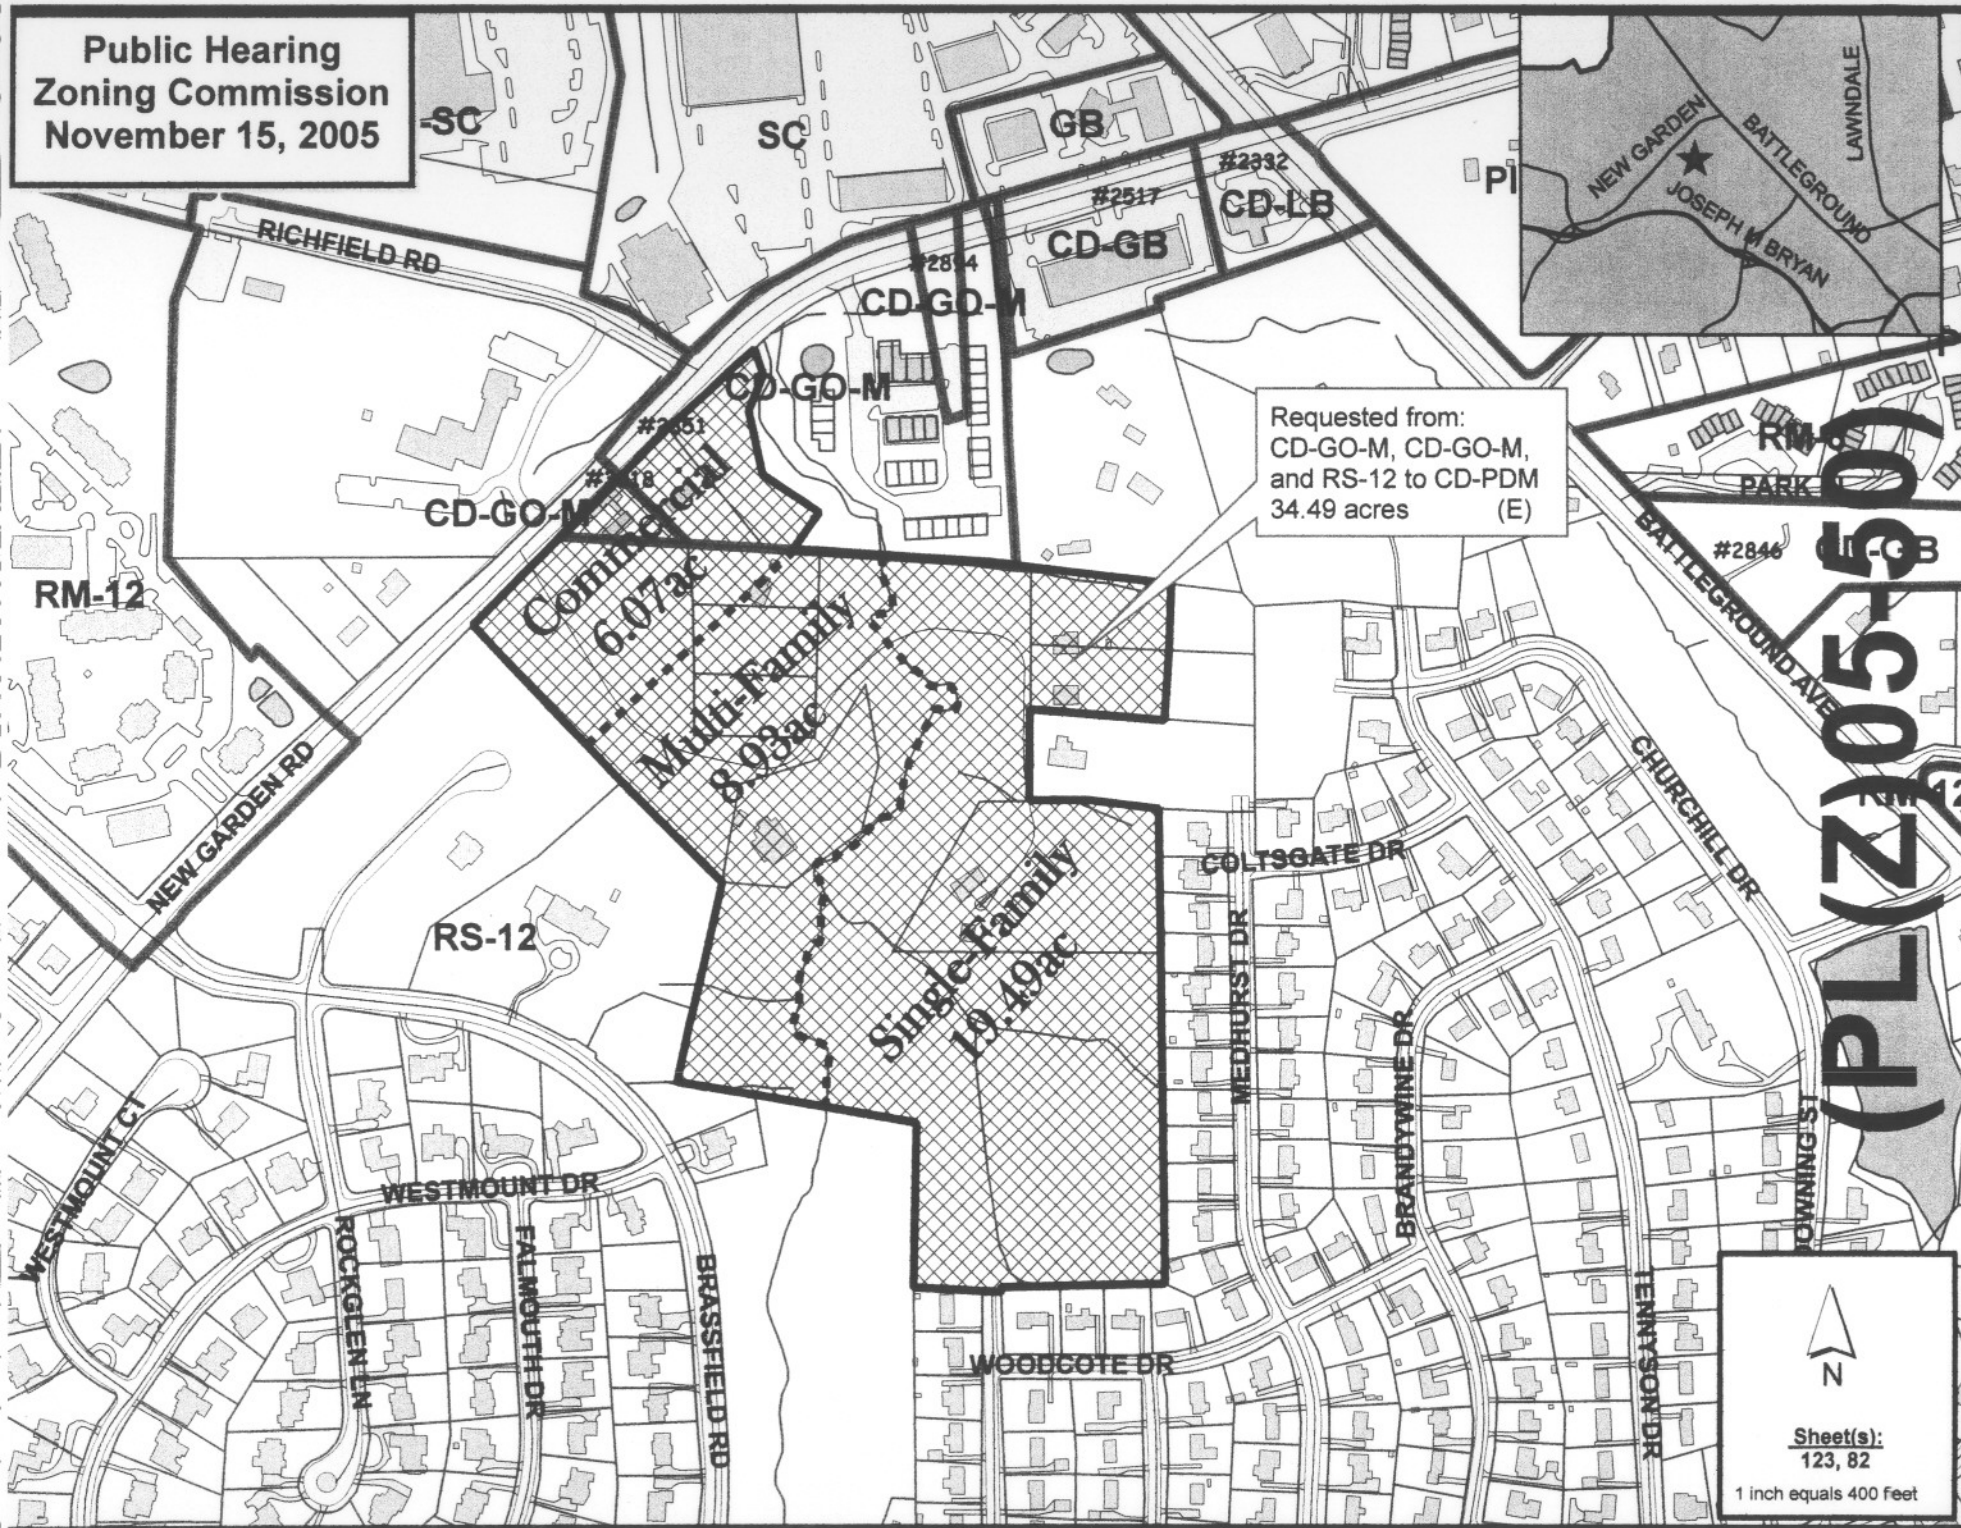 Public Hearing
Zoning Commission
November 15, 2005
-SC
SC
GB
#2332
CD-LB
#2517
CD-GB
#2894
CD-GO-M
CD-GO-M
CD-GO-M
RICHFIELD RD
NEW GARDEN
BATTLEGROUND
LAWNDALE
JOSEPH M BRYAN
Requested from:
CD-GO-M, CD-GO-M,
and RS-12 to CD-PDM
34.49 acres (E)
Commercial
6.07ac
Multi-Family
8.93ac
Single-Family
19.49ac
RM-12
RS-12
NEW GARDEN RD
BATTLEGROUND AVE
#2846
CD-GB
(PL(Z)05-50)
CHURCHILL DR
COLTSGATE DR
MEDHURST DR
BRANDYWINE DR
DOWNING ST
TENNYSON DR
WOODCOTE DR
WESTMOUNT CT
WESTMOUNT DR
ROCKGLEN LN
FALMOUTH DR
BRASSFIELD RD
N
Sheet(s):
123, 82
1 inch equals 400 feet